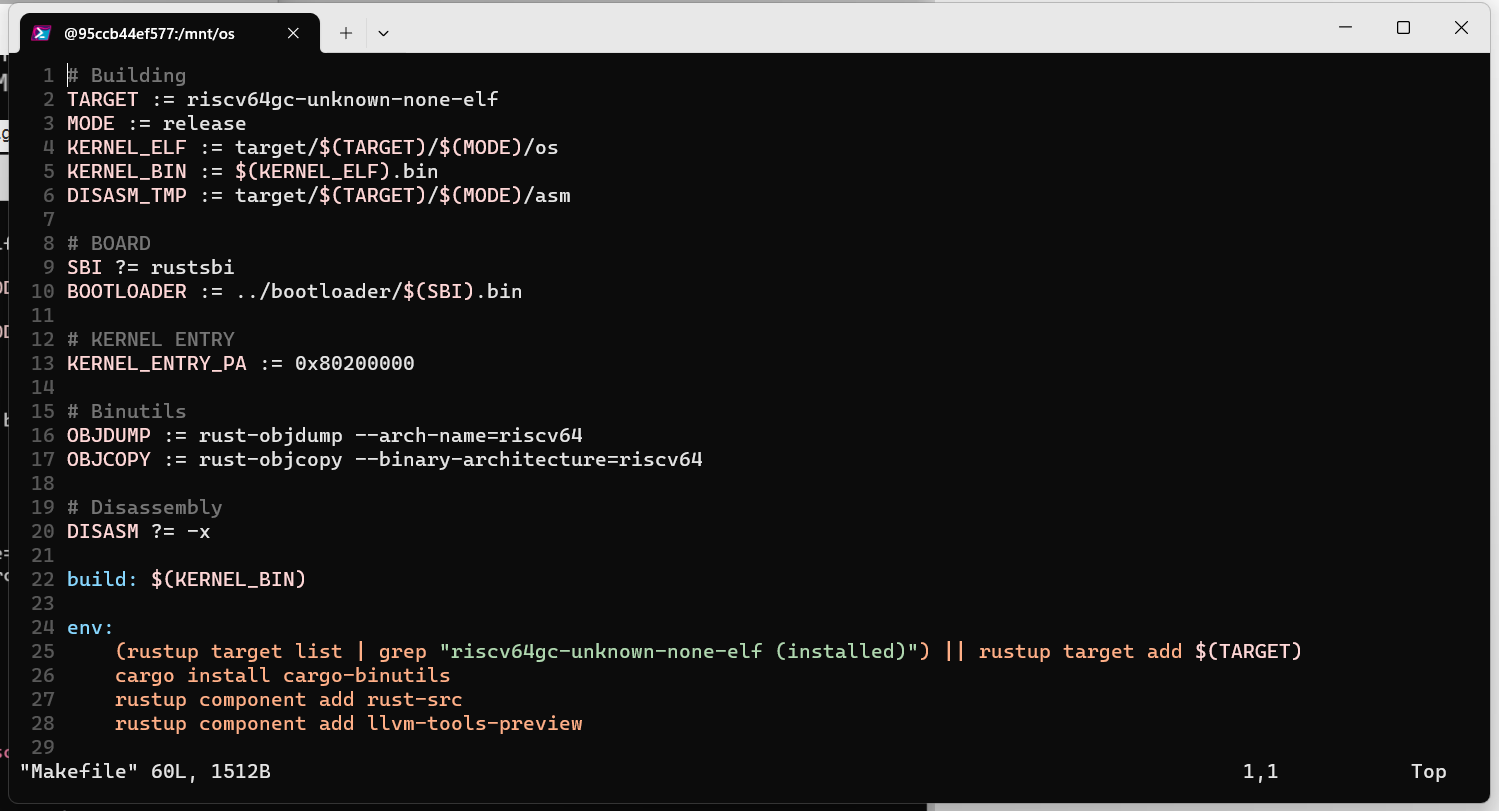 @95ccb44ef577:/mnt/os
1 # Building
2 TARGET := riscv64gc-unknown-none-elf
3 MODE := release
4 KERNEL_ELF := target/$(TARGET)/$(MODE)/os
5 KERNEL_BIN := $(KERNEL_ELF).bin
6 DISASM_TMP := target/$(TARGET)/$(MODE)/asm
7
8 # BOARD
9 SBI ?= rustsbi
10 BOOTLOADER := ../bootloader/$(SBI).bin
11
12 # KERNEL ENTRY
13 KERNEL_ENTRY_PA := 0x80200000
14
15 # Binutils
16 OBJDUMP := rust-objdump --arch-name=riscv64
17 OBJCOPY := rust-objcopy --binary-architecture=riscv64
18
19 # Disassembly
20 DISASM ?= -x
21
22 build: $(KERNEL_BIN)
23
24 env:
25     (rustup target list | grep "riscv64gc-unknown-none-elf (installed)") || rustup target add $(TARGET)
26     cargo install cargo-binutils
27     rustup component add rust-src
28     rustup component add llvm-tools-preview
29
"Makefile" 60L, 1512B 1,1 Top